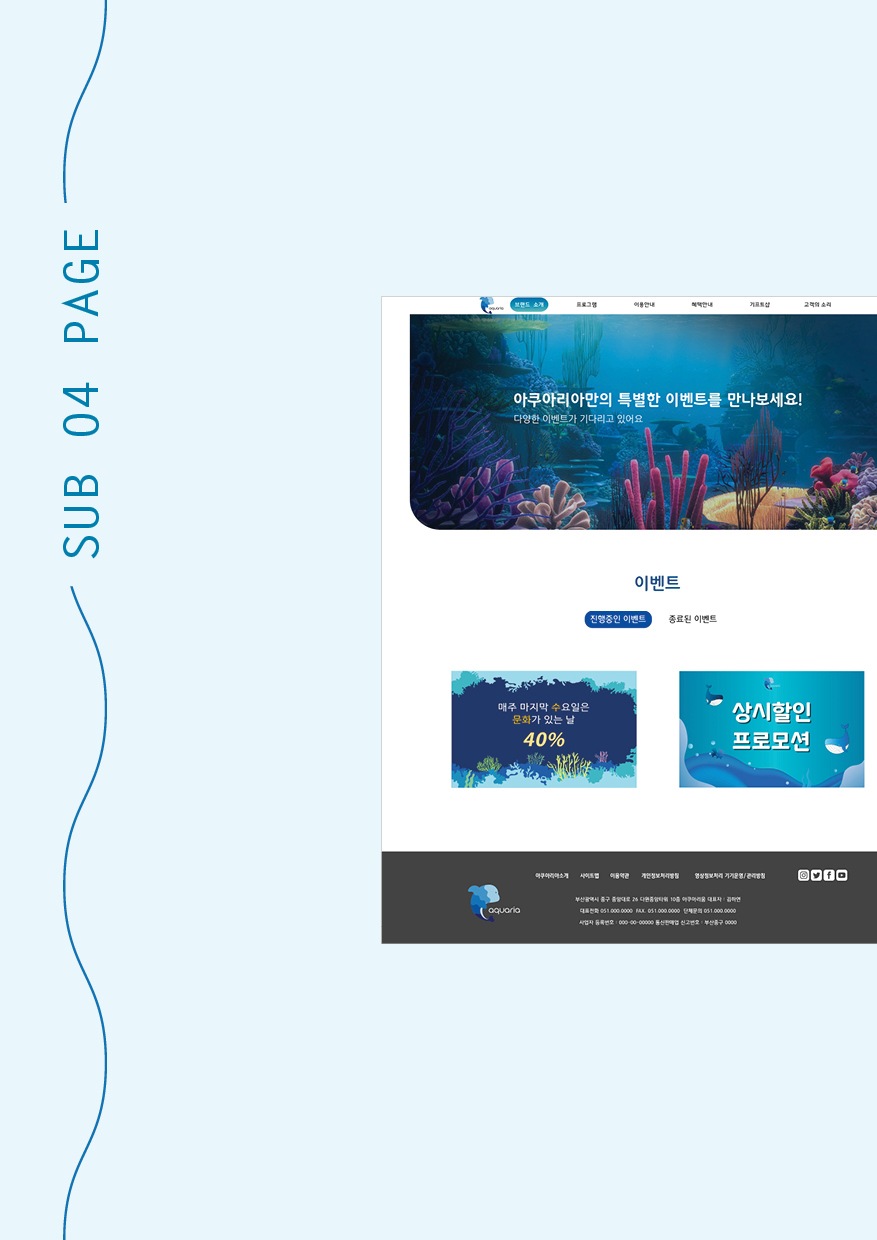 SUB 04 PAGE
aquaria 브랜드 소개 프로그램 이용안내 혜택안내 기프트샵 고객의 소리
아쿠아리아만의 특별한 이벤트를 만나보세요!
다양한 이벤트가 기다리고 있어요
이벤트
진행중인 이벤트 종료된 이벤트
매주 마지막 수요일은
문화가 있는 날
40%
상시할인
프로모션
아쿠아리아소개 사이트맵 이용약관 개인정보처리방침 영상정보처리 기기운영/관리방침
aquaria
부산광역시 중구 중앙대로 26 다원중앙타워 10층 아쿠아리움 대표자 : 김하연
대표전화 051.000.0000 FAX. 051.000.0000 단체문의 051.000.0000
사업자 등록번호 : 000-00-00000 통신판매업 신고번호 : 부산중구 0000